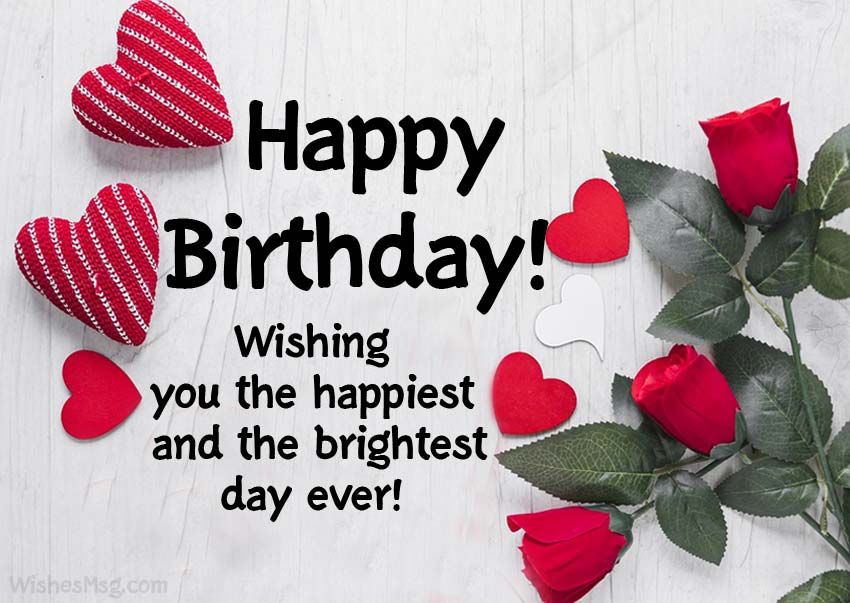 Happy
Birthday!
Wishing
you the happiest
and the brightest
day ever!
WishesMsg.com